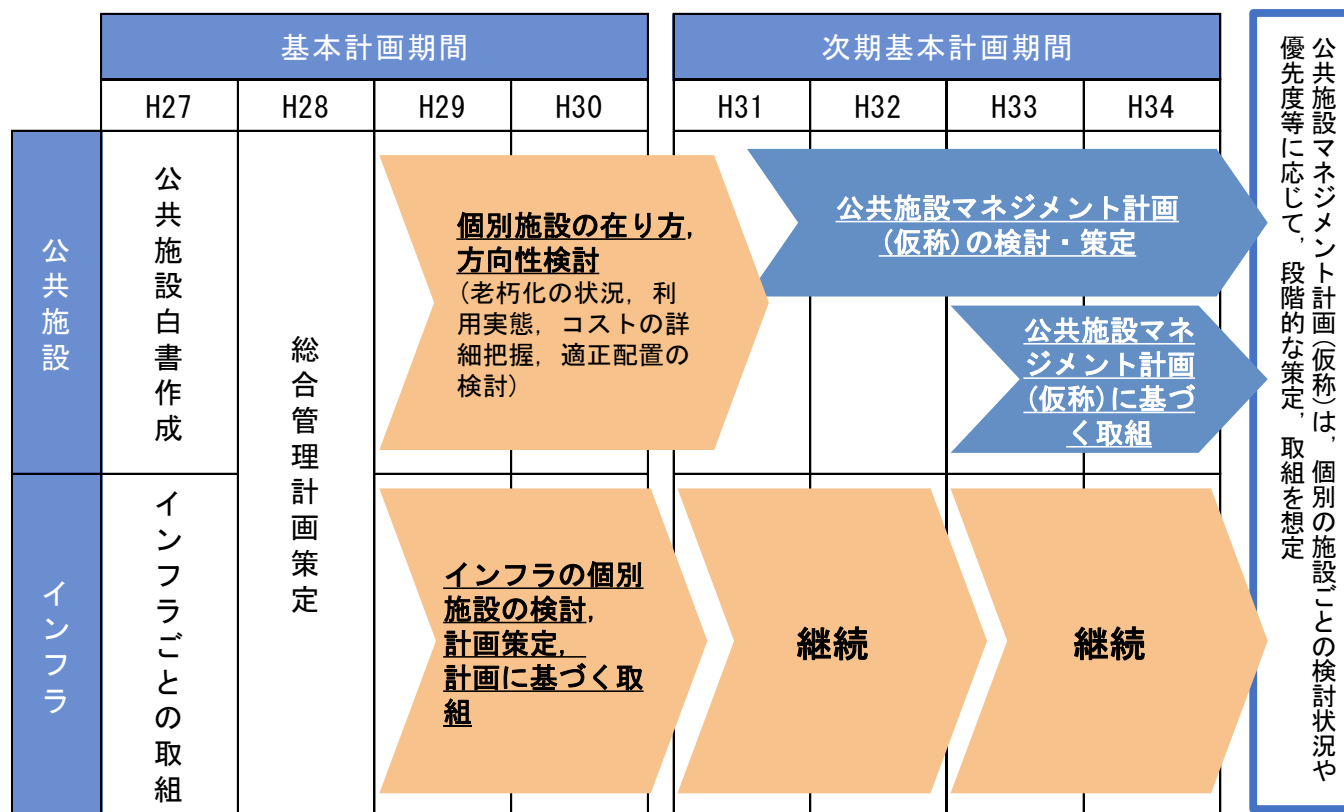 基本計画期間
次期基本計画期間
H27
H28
H29
H30
H31
H32
H33
H34
公共施設
公共施設白書作成
総合管理計画策定
個別施設の在り方，
方向性検討
（老朽化の状況，利
用実態，コストの詳
細把握，適正配置の
検討）
公共施設マネジメント計画
(仮称)の検討・策定
公共施設マネ
ジメント計画
(仮称)に基づ
く取組
インフラ
インフラごとの取組
インフラの個別
施設の検討，
計画策定，
計画に基づく取
組
継続
継続
公共施設マネジメント計画(仮称)は，個別の施設ごとの検討状況や
優先度等に応じて，段階的な策定，取組を想定